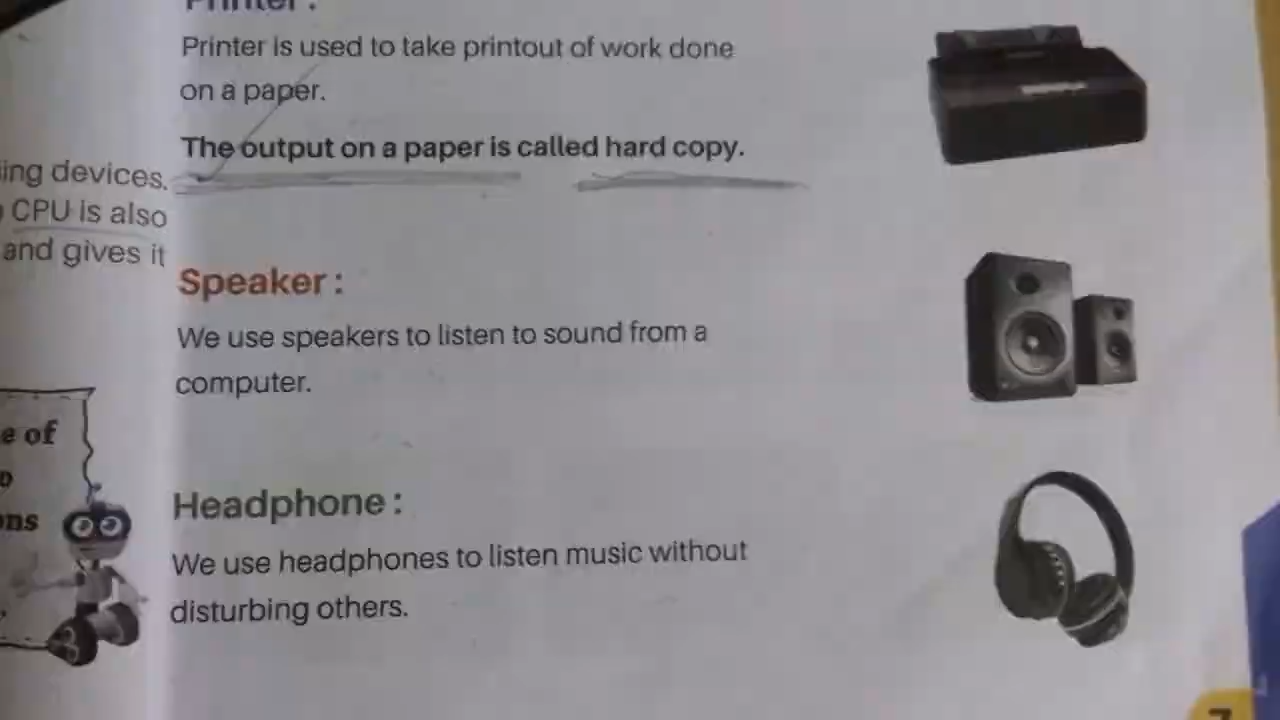 Printer :
Printer is used to take printout of work done
on a paper.
The output on a paper is called hard copy.
ing devices.
CPU is also
and gives it
Speaker :
We use speakers to listen to sound from a
computer.
e of
ons
Headphone :
We use headphones to listen music without
disturbing others.
7